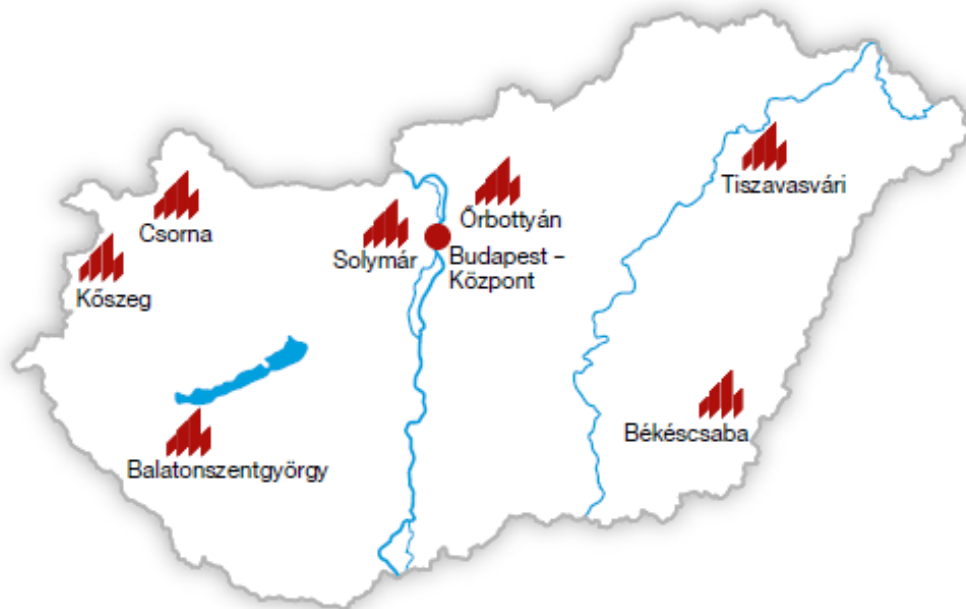 Tiszavasvári
Őrbottyán
Csorna
Solymár
Budapest –
Központ
Kőszeg
Békéscsaba
Balatonszentgyörgy